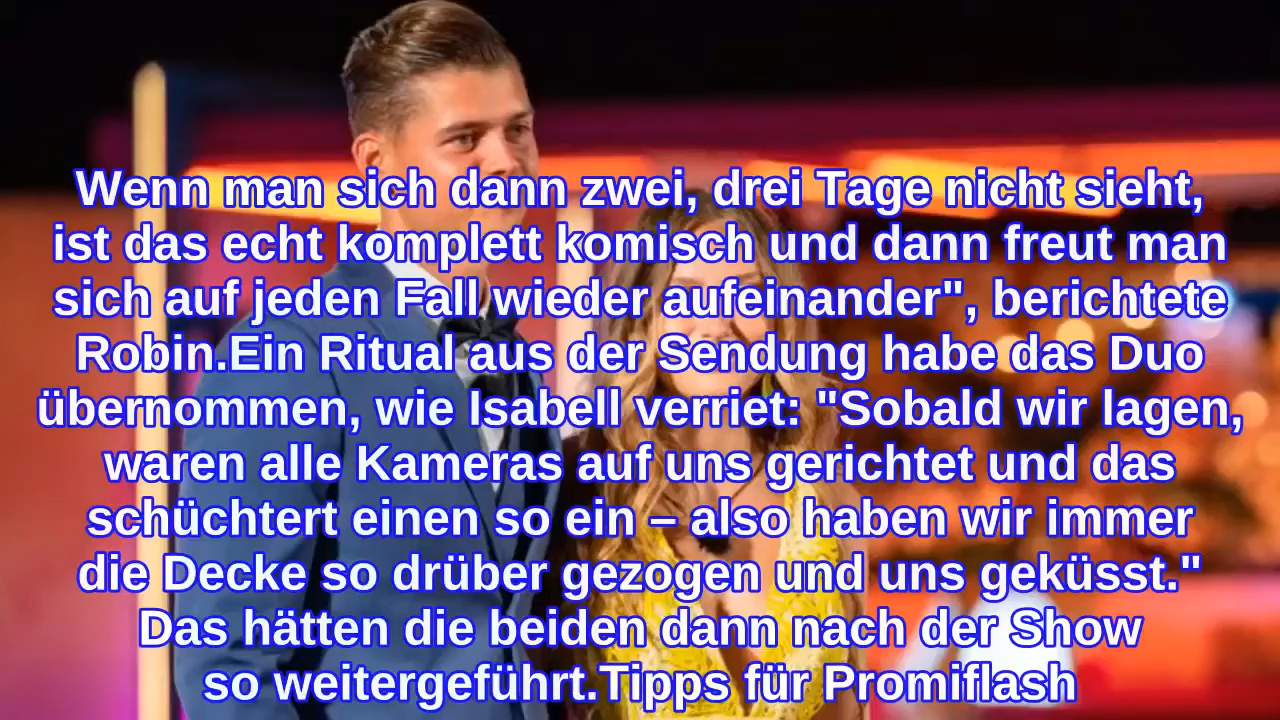 Wenn man sich dann zwei, drei Tage nicht sieht,
ist das echt komplett komisch und dann freut man
sich auf jeden Fall wieder aufeinander", berichtete
Robin.Ein Ritual aus der Sendung habe das Duo
übernommen, wie Isabell verriet: "Sobald wir lagen,
waren alle Kameras auf uns gerichtet und das
schüchtert einen so ein – also haben wir immer
die Decke so drüber gezogen und uns geküsst."
Das hätten die beiden dann nach der Show
so weitergeführt.Tipps für Promiflash